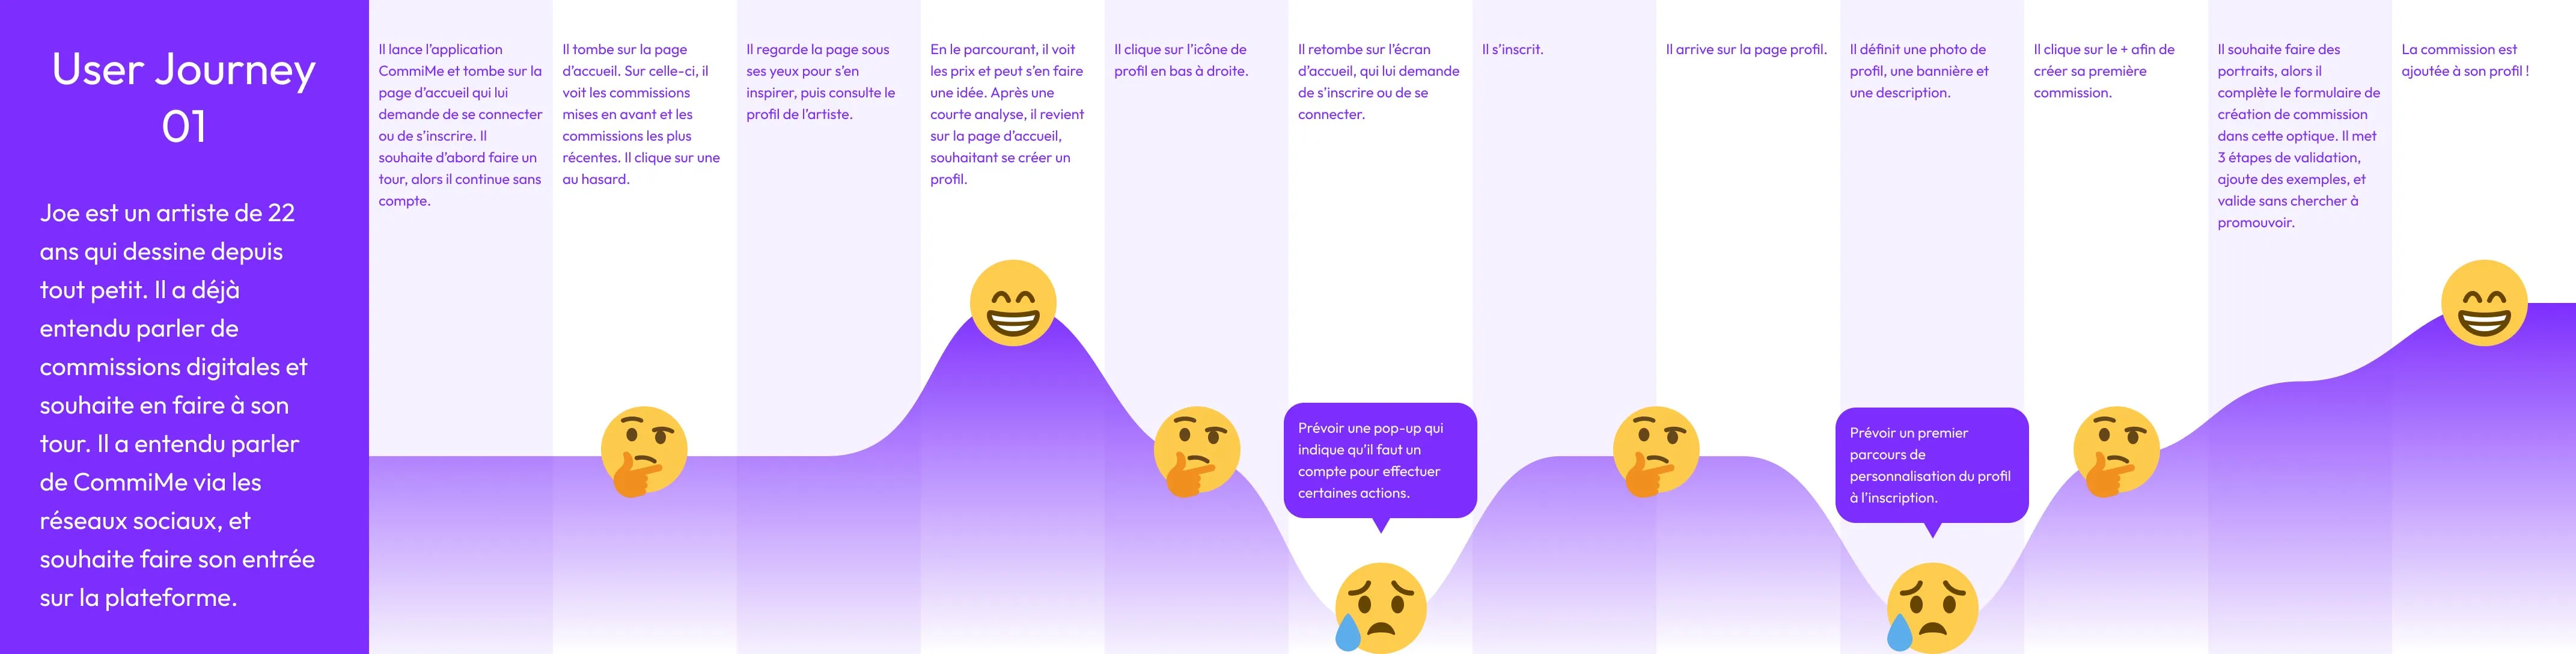 User Journey
01
Joe est un artiste de 22
ans qui dessine depuis
tout petit. Il a déjà
entendu parler de
commissions digitales et
souhaite en faire à son
tour. Il a entendu parler
de CommiMe via les
réseaux sociaux, et
souhaite faire son entrée
sur la plateforme.
Il lance l’application
CommiMe et tombe sur la
page d’accueil qui lui
demande de se connecter
ou de s’inscrire. Il
souhaite d’abord faire un
tour, alors il continue sans
compte.
Il tombe sur la page
d’accueil. Sur celle-ci, il
voit les commissions
mises en avant et les
commissions les plus
récentes. Il clique sur une
au hasard.
Il regarde la page sous
ses yeux pour s’en
inspirer, puis consulte le
profil de l’artiste.
En le parcourant, il voit
les prix et peut s’en faire
une idée. Après une
courte analyse, il revient
sur la page d’accueil,
souhaitant se créer un
profil.
Il clique sur l’icône de
profil en bas à droite.
Il retombe sur l’écran
d’accueil, qui lui demande
de s’inscrire ou de se
connecter.
Prévoir une pop-up qui
indique qu’il faut un
compte pour effectuer
certaines actions.
Il s’inscrit.
Il arrive sur la page profil.
Il définit une photo de
profil, une bannière et
une description.
Prévoir un premier
parcours de
personnalisation du profil
à l’inscription.
Il clique sur le + afin de
créer sa première
commission.
Il souhaite faire des
portraits, alors il
complète le formulaire de
création de commission
dans cette optique. Il met
3 étapes de validation,
ajoute des exemples, et
valide sans chercher à
promouvoir.
La commission est
ajoutée à son profil !